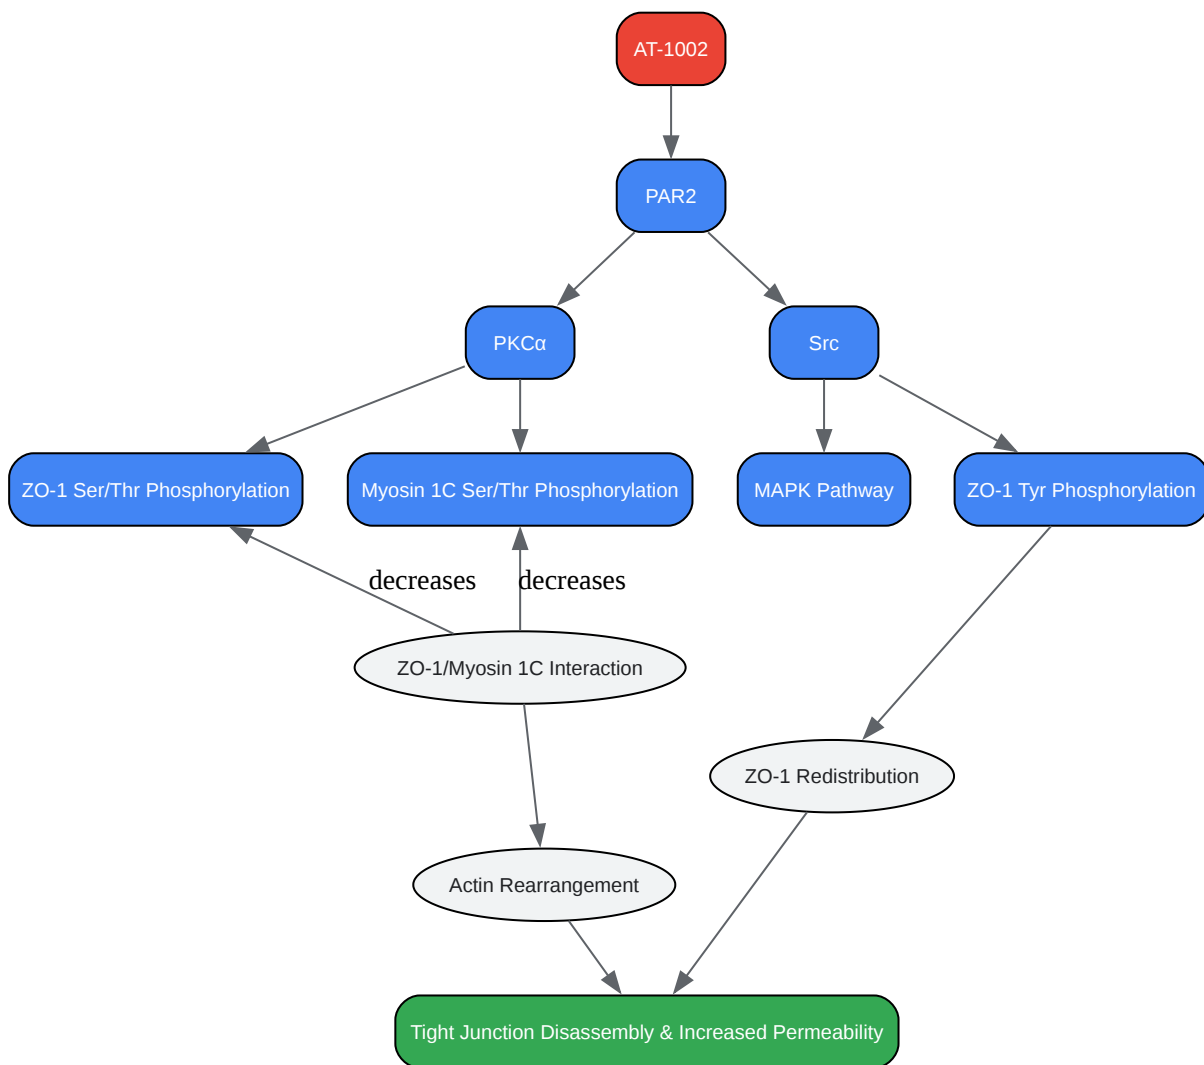 AT-1002
PAR2
PKCα
Src
ZO-1 Ser/Thr Phosphorylation
Myosin 1C Ser/Thr Phosphorylation
MAPK Pathway
ZO-1 Tyr Phosphorylation
decreases
decreases
ZO-1/Myosin 1C Interaction
ZO-1 Redistribution
Actin Rearrangement
Tight Junction Disassembly & Increased Permeability